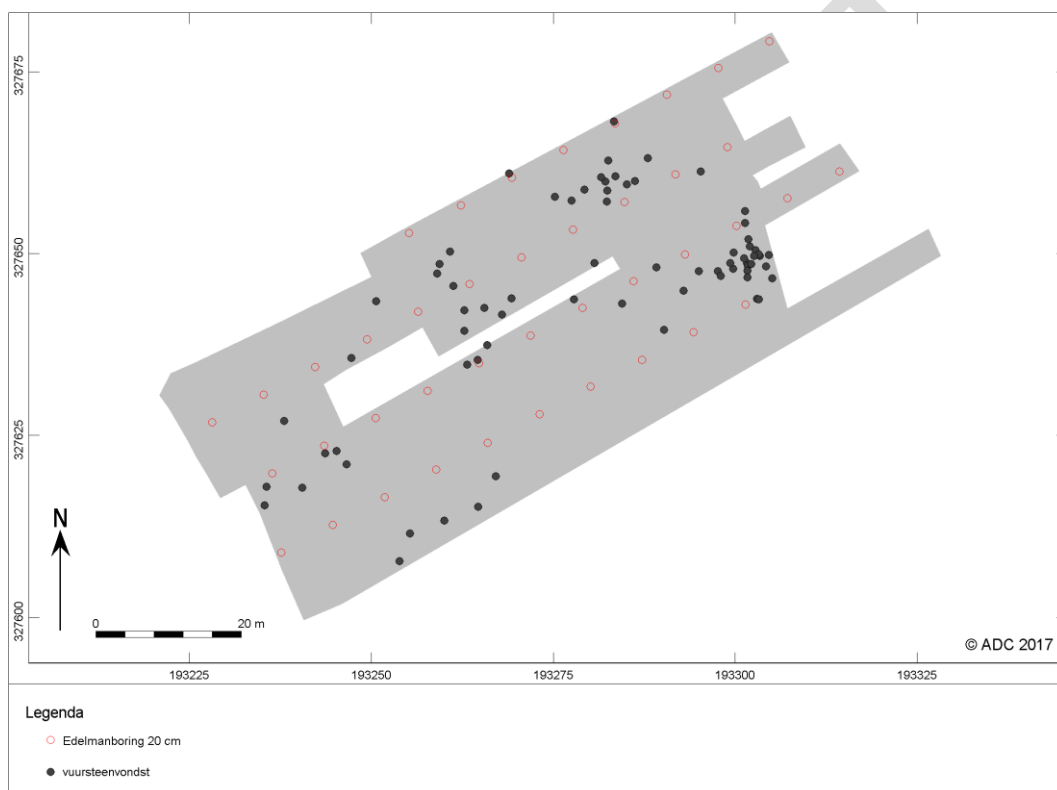 327675
327650
327625
327600
N
0 20 m
© ADC 2017
193225 193250 193275 193300 193325
Legenda
Edelmanboring 20 cm
vuursteenvondst